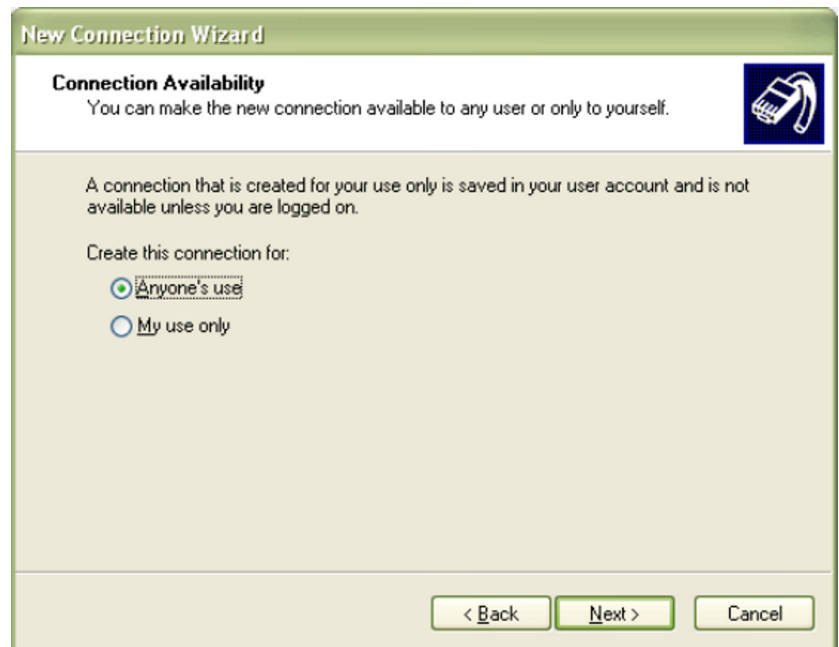 New Connection Wizard
Connection Availability
You can make the new connection available to any user or only to yourself.
A connection that is created for your use only is saved in your user account and is not
available unless you are logged on.
Create this connection for:
Anyone's use
My use only
< Back
Next >
Cancel